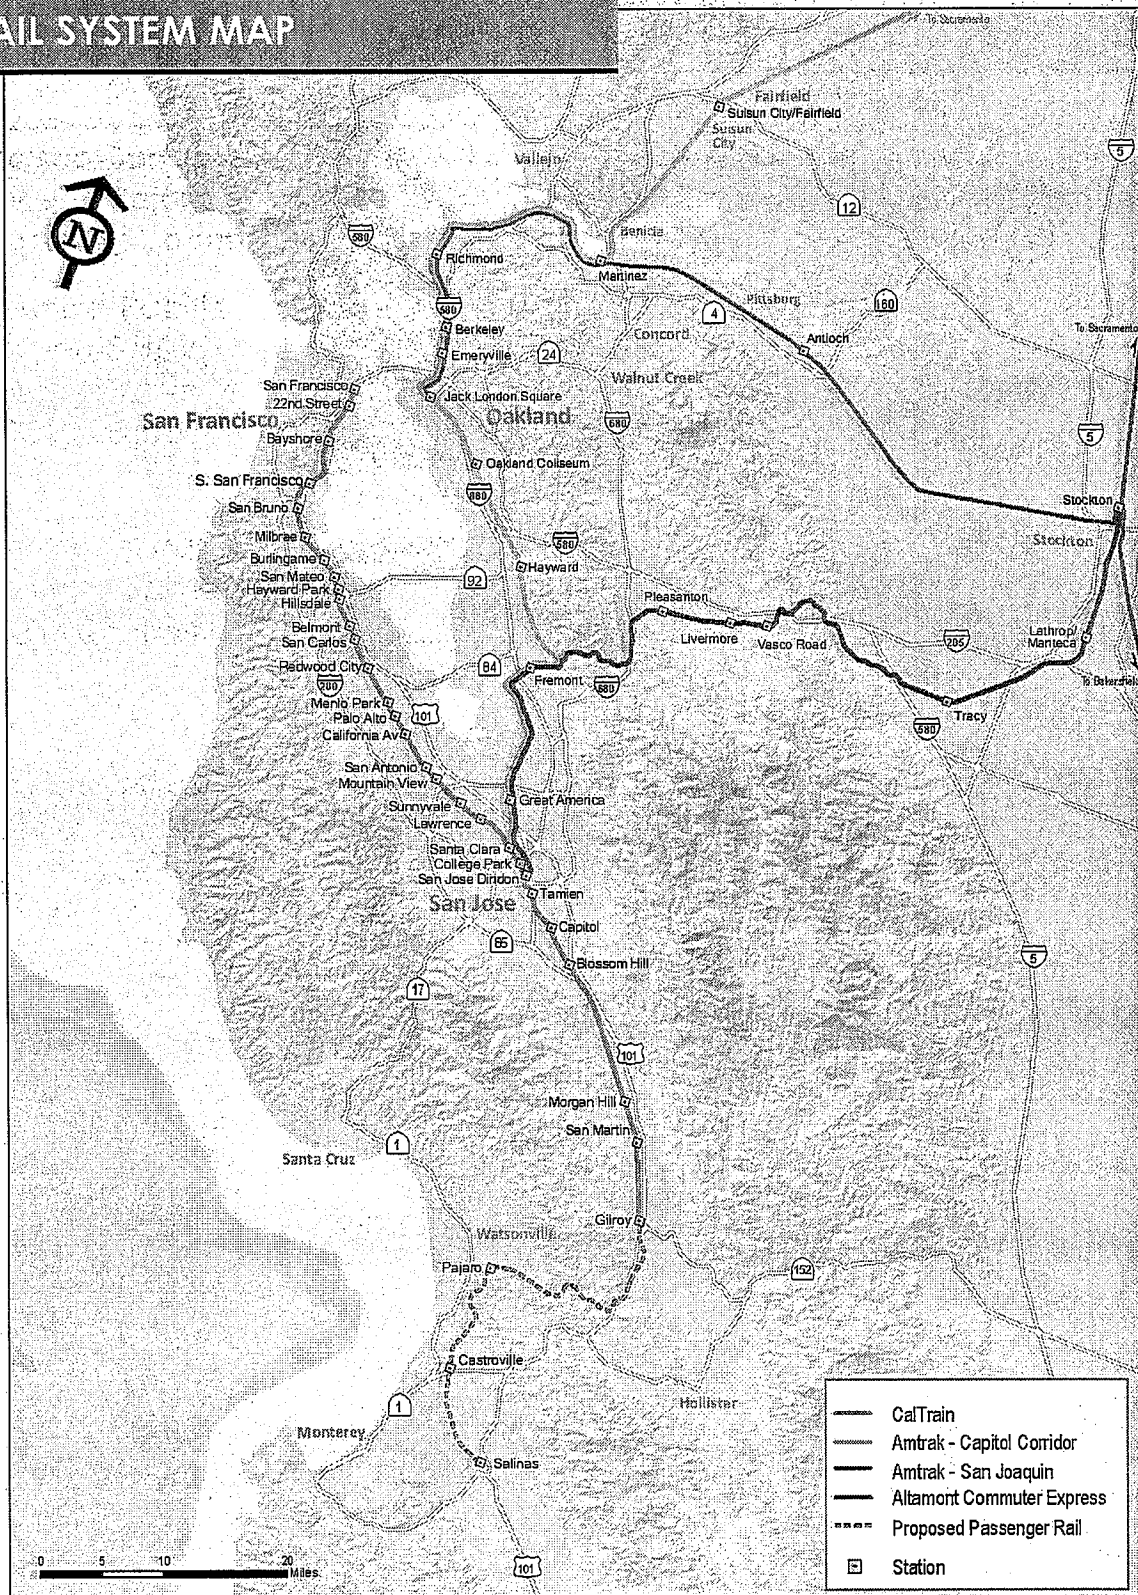 AIL SYSTEM MAP
To Sacramento
Fairfield
Suisun City/Fairfield
Suisun
City
5
Vallejo
12
N
580
Benicia
Richmond
Martinez
580
Pittsburg
160
4
Berkeley
Concord
To Sacramento
Antioch
Emeryville
24
Walnut Creek
San Francisco
22nd Street
Jack London Square
San Francisco
Oakland
680
5
Bayshore
Oakland Coliseum
S. San Francisco
880
Stockton
San Bruno
Milbrae
580
Stockton
Burlingame
Hayward
San Mateo
92
Hayward Park
Hillsdale
Pleasanton
Belmont
San Carlos
Livermore
Vasco Road
205
Lathrop/
Manteca
Redwood City
84
Fremont
680
To Bakersfield
280
Menlo Park
101
Palo Alto
Tracy
California Av
580
San Antonio
Mountain View
Sunnyvale
Great America
Lawrence
Santa Clara
College Park
San Jose Diridon
Tamien
San Jose
Capitol
85
Blossom Hill
5
17
101
Morgan Hill
San Martin
1
Santa Cruz
Gilroy
Watsonville
Pajaro
152
Castroville
Hollister
1
Monterey
Salinas
CalTrain
Amtrak - Capitol Corridor
Amtrak - San Joaquin
Altamont Commuter Express
Proposed Passenger Rail
Station
0 5 10 20
Miles
101